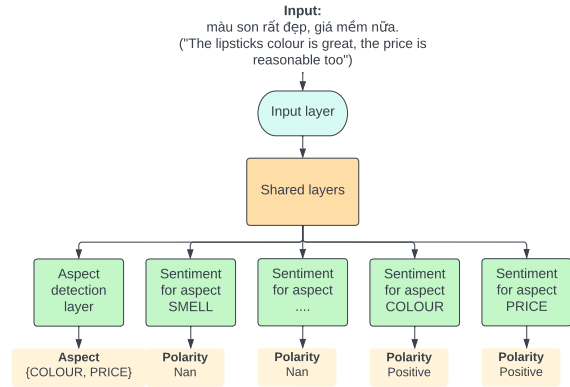 Input:
màu son rất đẹp, giá mềm nữa.
("The lipsticks colour is great, the price is
reasonable too")
Input layer
Shared layers
Aspect
detection
layer
Sentiment
for aspect
SMELL
Sentiment
for aspect
....
Sentiment
for aspect
COLOUR
Sentiment
for aspect
PRICE
Aspect
{COLOUR, PRICE}
Polarity
Nan
Polarity
Nan
Polarity
Positive
Polarity
Positive